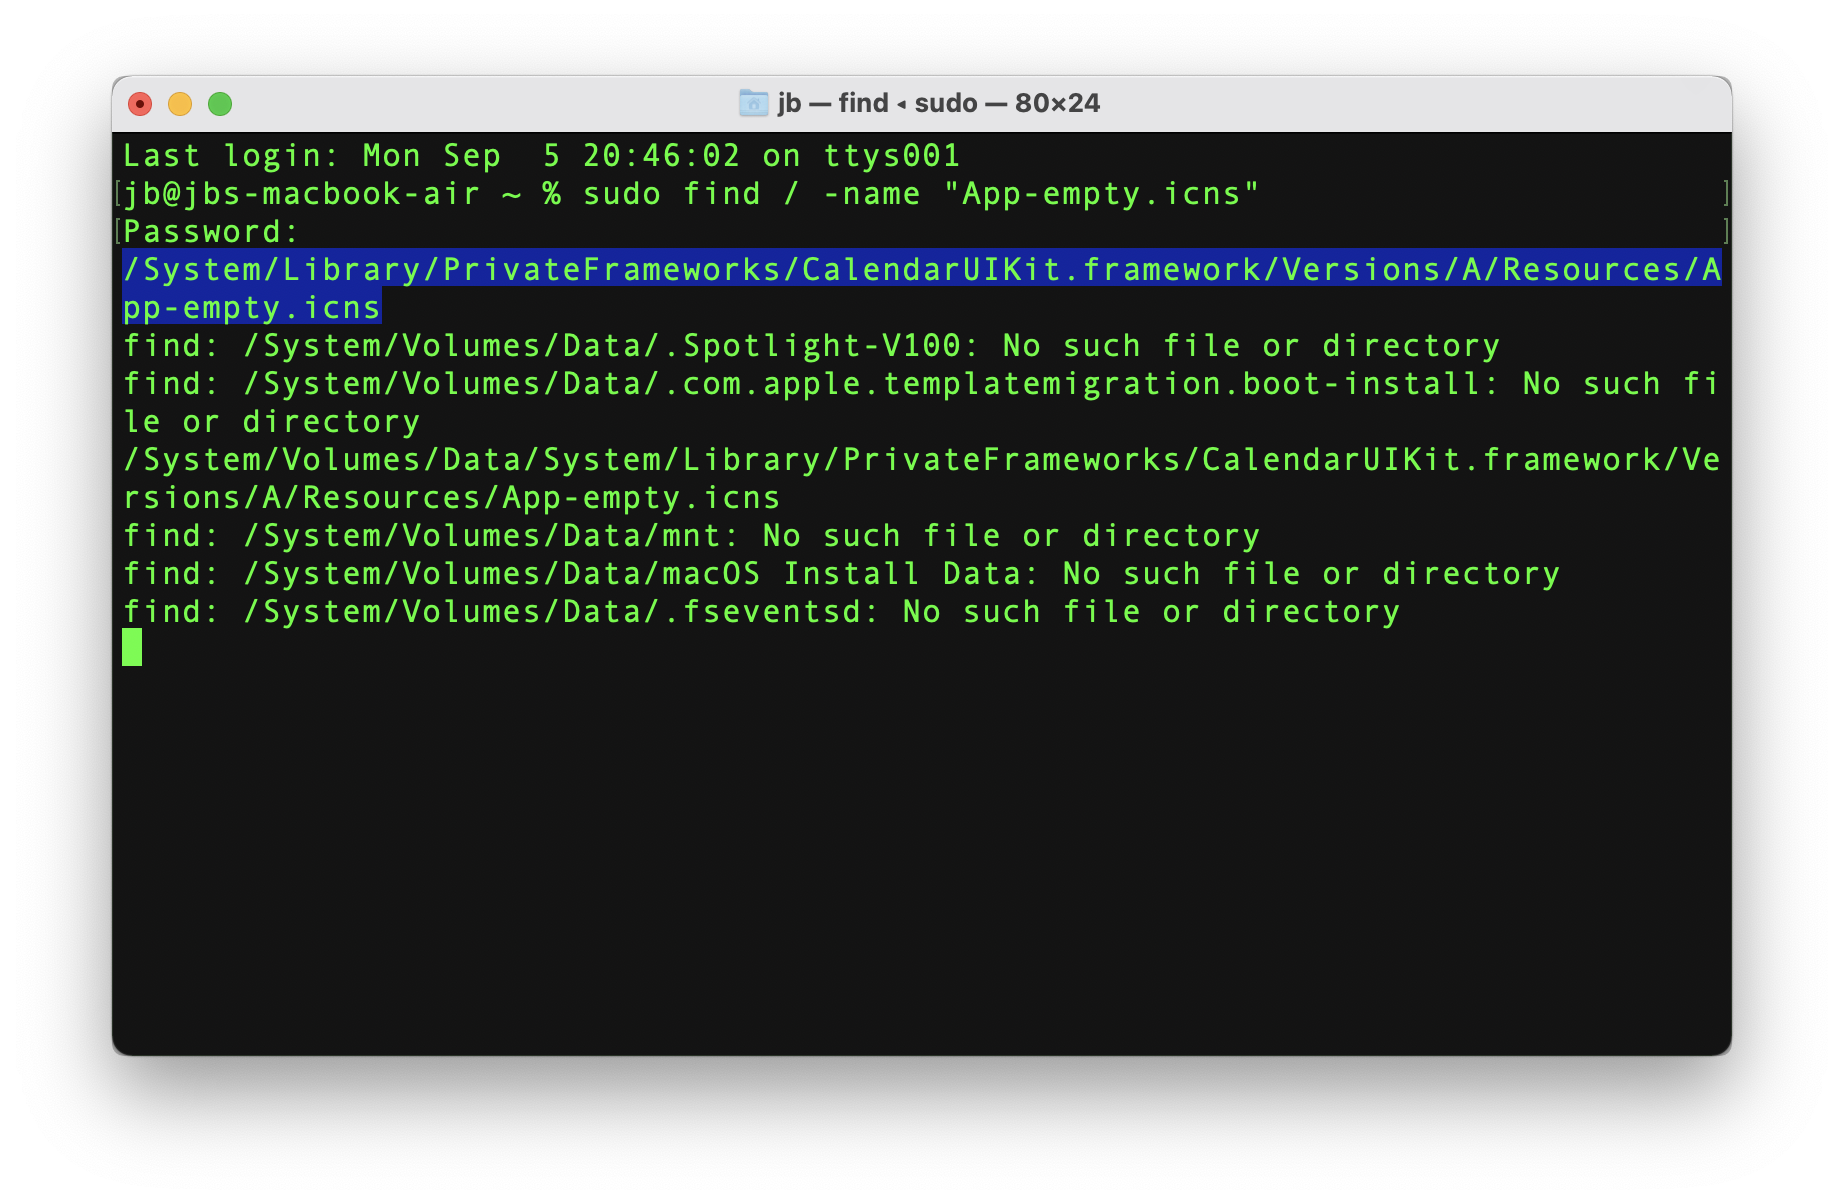 jb — find ◂ sudo — 80×24
Last login: Mon Sep  5 20:46:02 on ttys001
[jb@jbs-macbook-air ~ % sudo find / -name "App-empty.icns" ]
[Password: ]
/System/Library/PrivateFrameworks/CalendarUIKit.framework/Versions/A/Resources/A
pp-empty.icns
find: /System/Volumes/Data/.Spotlight-V100: No such file or directory
find: /System/Volumes/Data/.com.apple.templatemigration.boot-install: No such fi
le or directory
/System/Volumes/Data/System/Library/PrivateFrameworks/CalendarUIKit.framework/Ve
rsions/A/Resources/App-empty.icns
find: /System/Volumes/Data/mnt: No such file or directory
find: /System/Volumes/Data/macOS Install Data: No such file or directory
find: /System/Volumes/Data/.fseventsd: No such file or directory